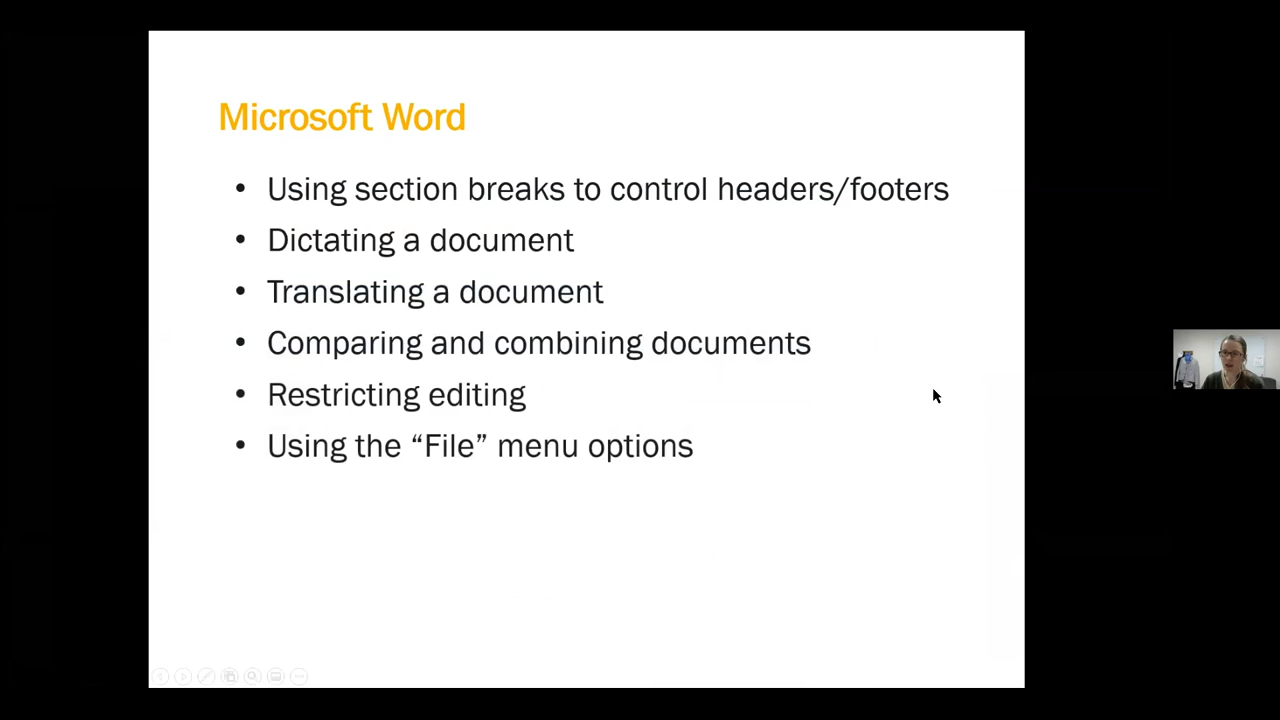 Microsoft Word
• Using section breaks to control headers/footers
• Dictating a document
• Translating a document
• Comparing and combining documents
• Restricting editing
• Using the “File” menu options